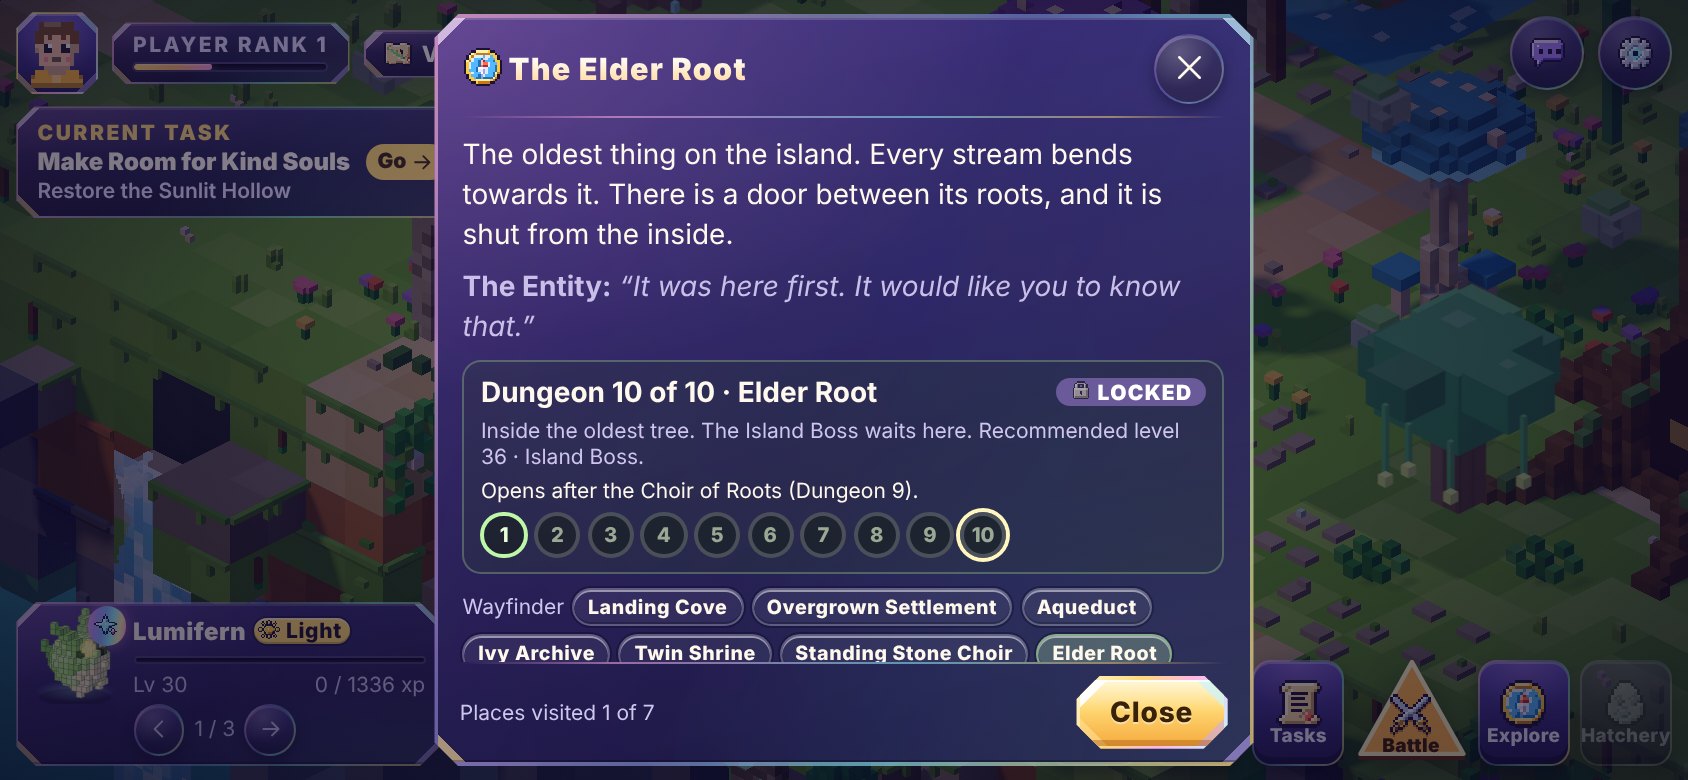 PLAYER RANK 1
V
CURRENT TASK
Make Room for Kind Souls
Go →
Restore the Sunlit Hollow
The Elder Root
The oldest thing on the island. Every stream bends
towards it. There is a door between its roots, and it is
shut from the inside.
The Entity: “It was here first. It would like you to know
that.”
Dungeon 10 of 10 · Elder Root
LOCKED
Inside the oldest tree. The Island Boss waits here. Recommended level
36 · Island Boss.
Opens after the Choir of Roots (Dungeon 9).
1 2 3 4 5 6 7 8 9 10
Wayfinder Landing Cove Overgrown Settlement Aqueduct
Ivy Archive Twin Shrine Standing Stone Choir Elder Root
Places visited 1 of 7
Close
Lumifern Light
Lv 30 0 / 1336 xp
1 / 3
Tasks Battle Explore Hatchery